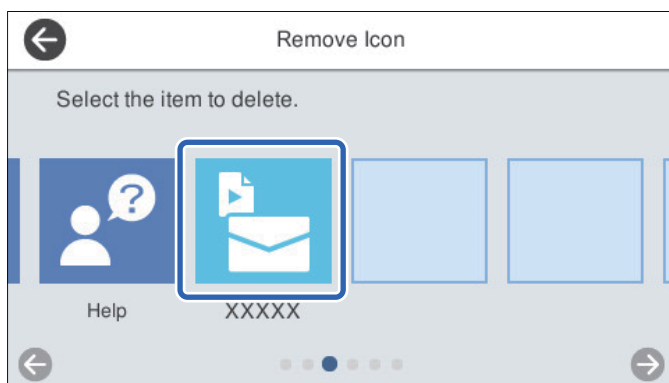 Remove Icon
Select the item to delete.
?
Help
XXXXX